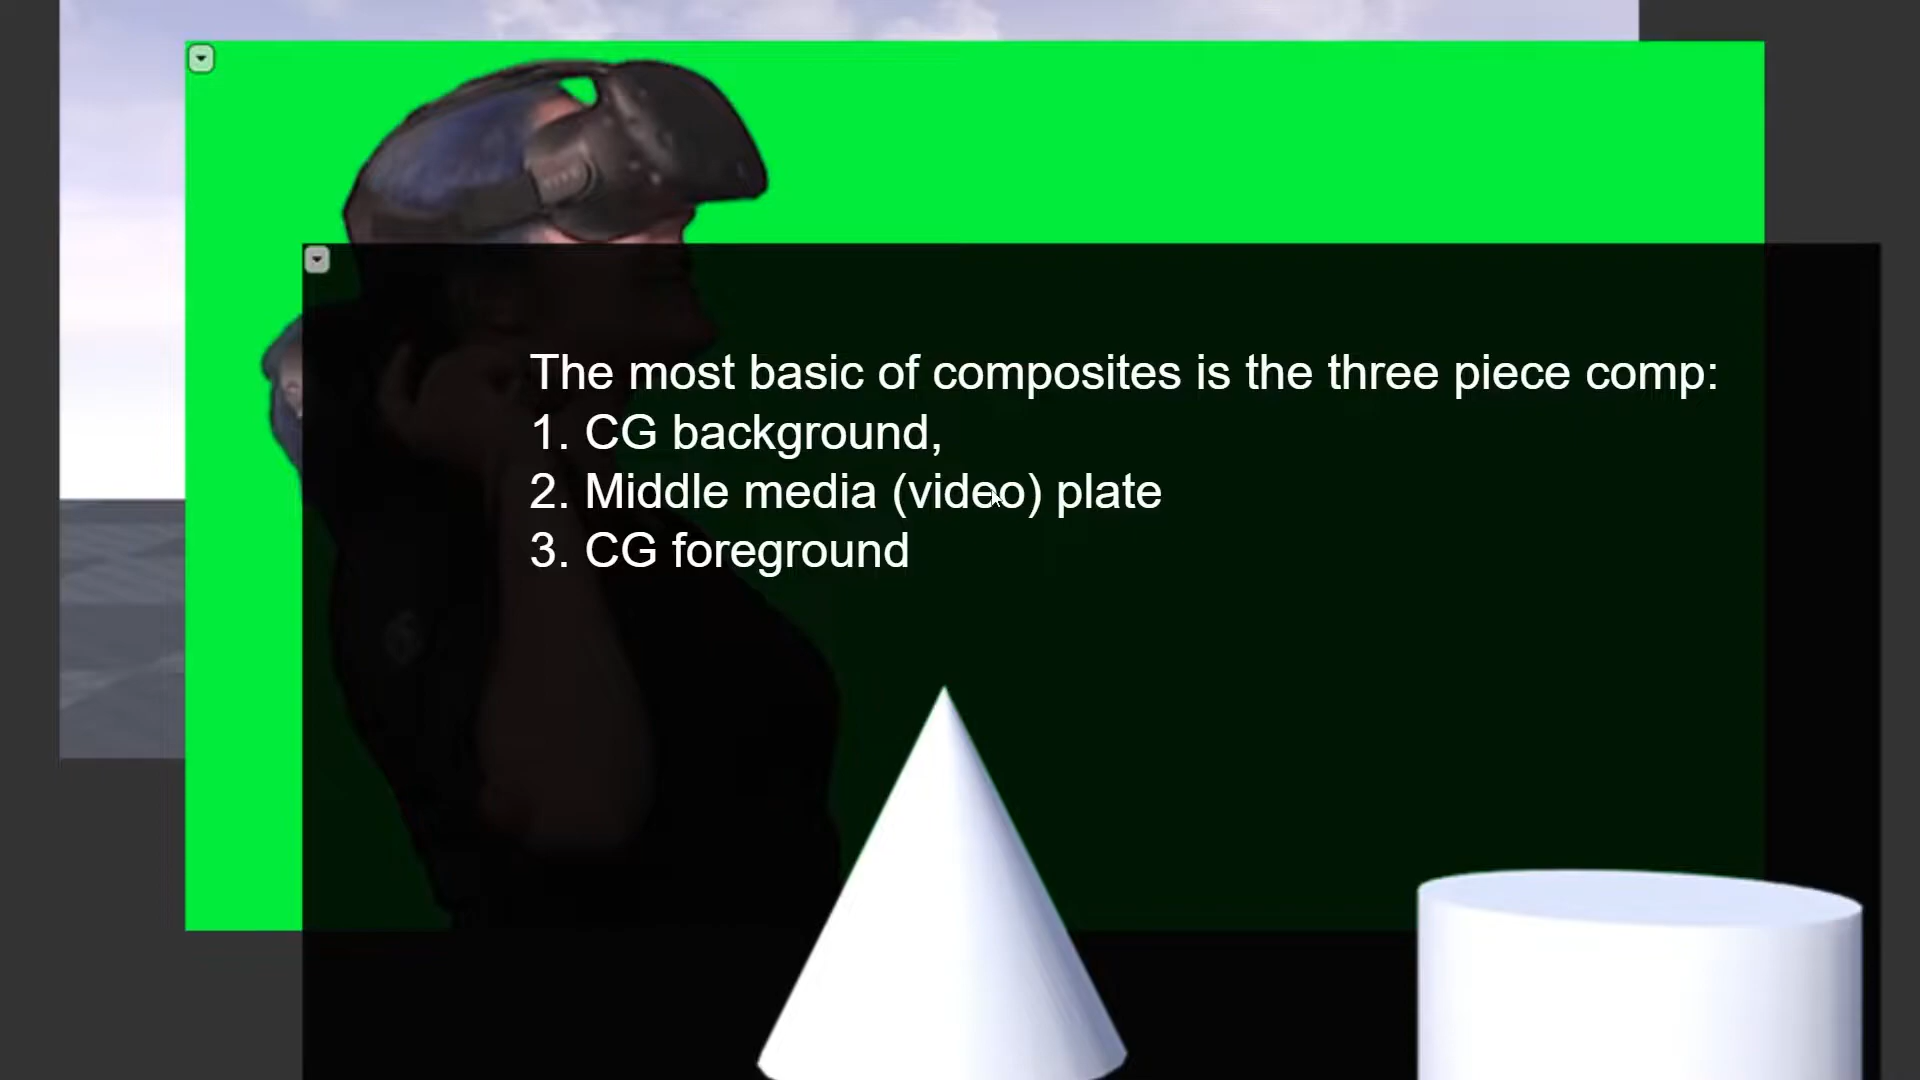 The most basic of composites is the three piece comp:
1. CG background,
2. Middle media (video) plate
3. CG foreground